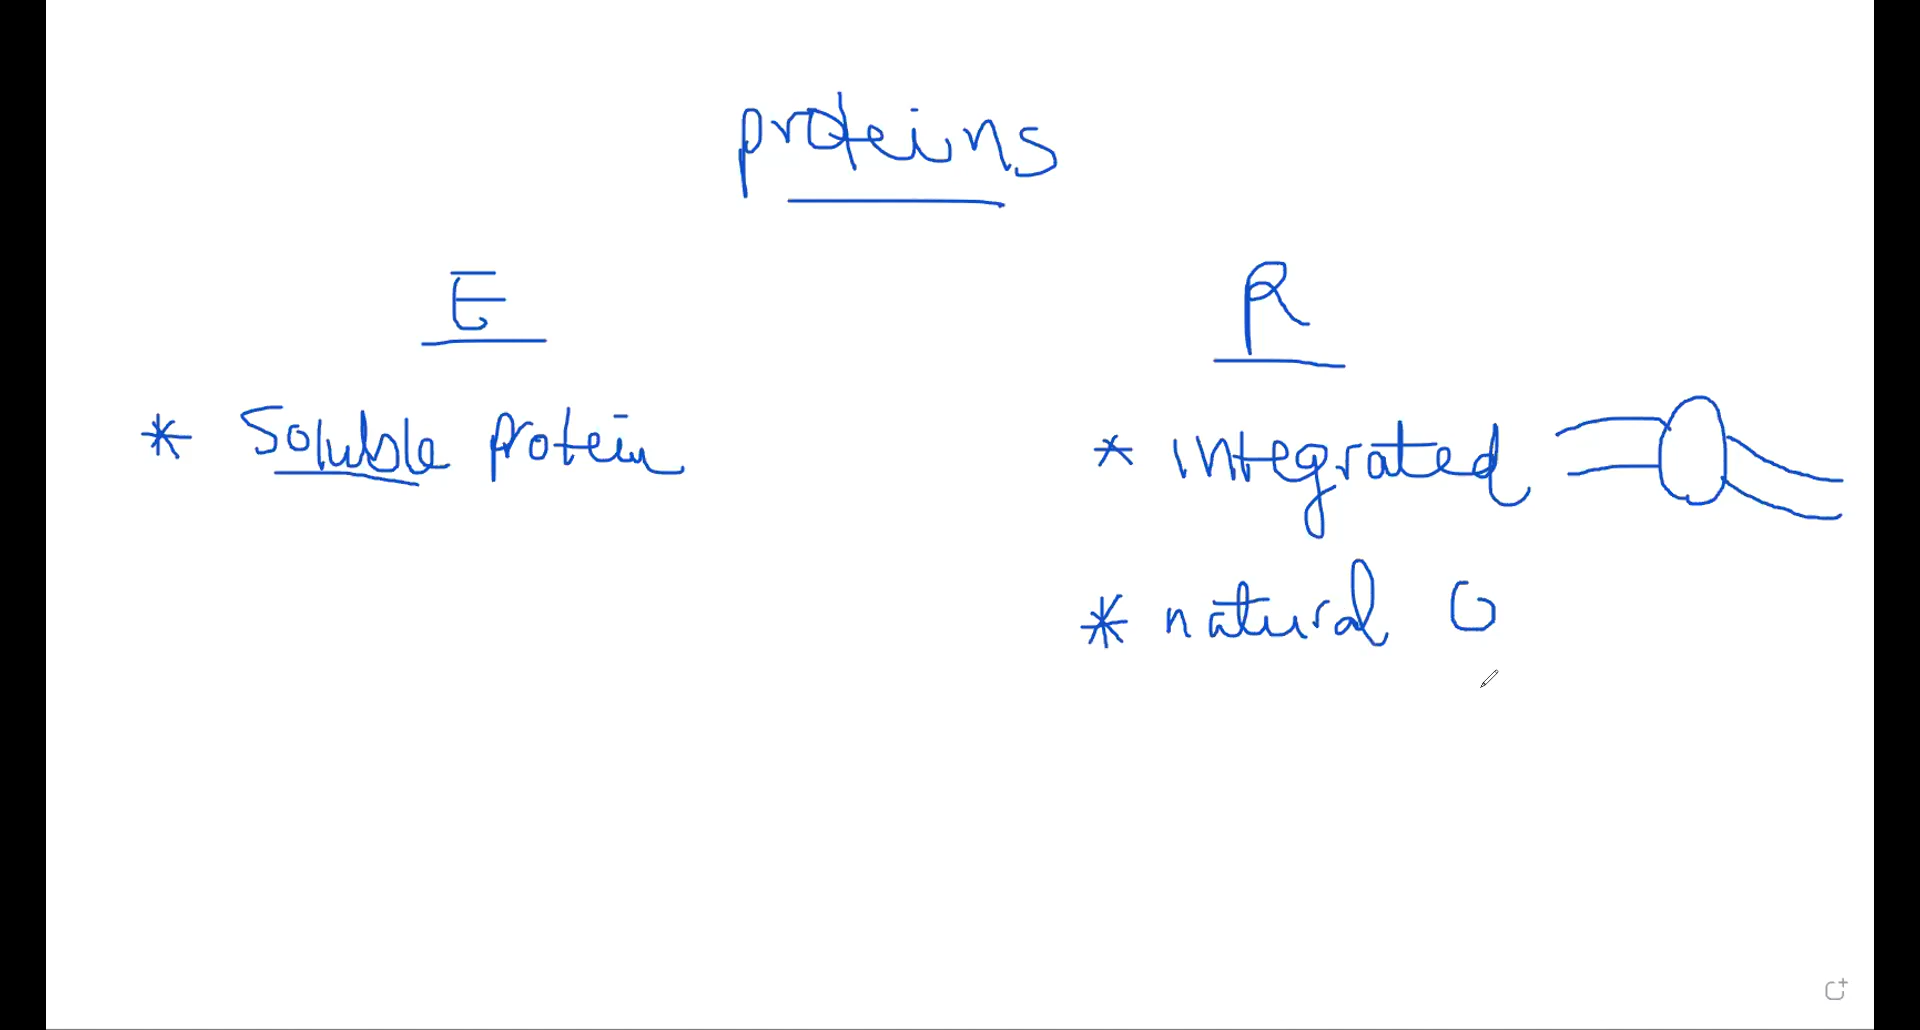 proteins
E
R
* Soluble protein
* integrated
* natural